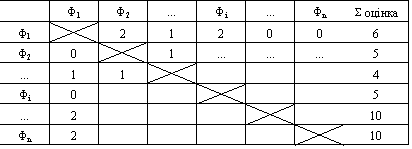 Ф1 Ф2 ... Фi ... Фn Σ оцінка
Ф1 2 1 2 0 0 6
Ф2 0 1 ... ... ... 5
... 1 1 4
Фi 0 5
... 2 10
Фn 2 10